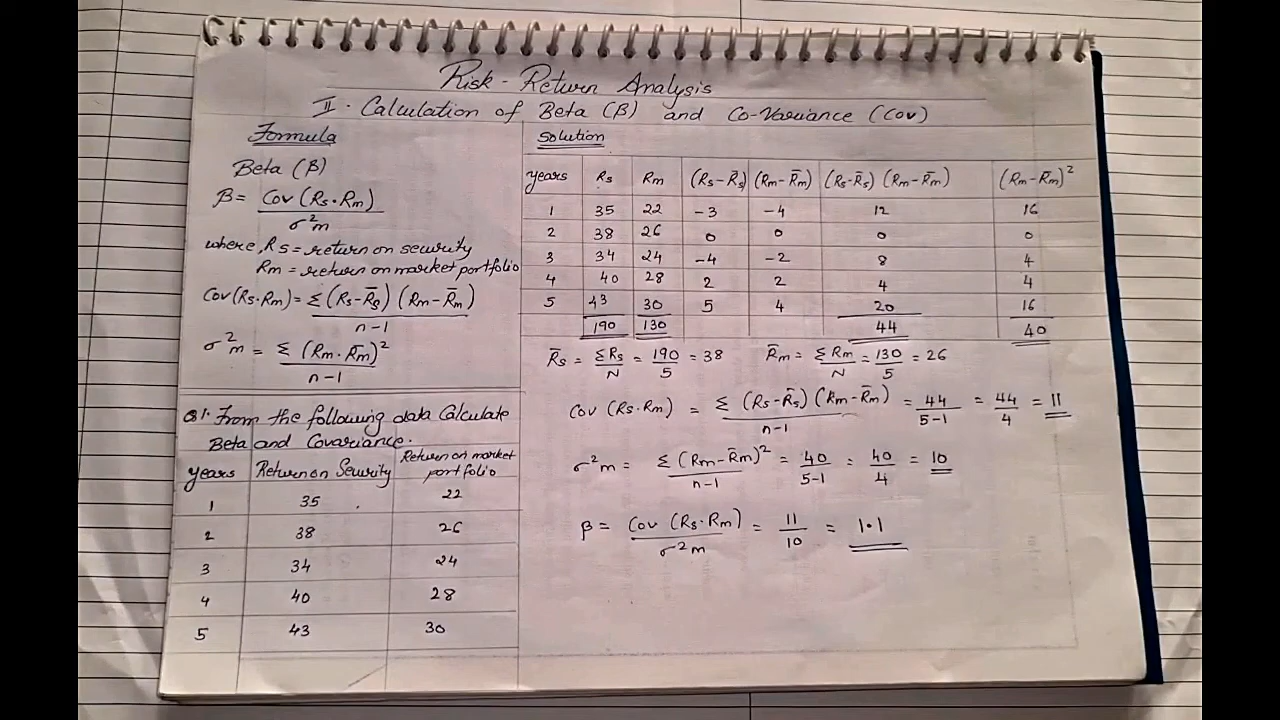 Risk - Return Analysis
II. Calculation of Beta (β) and Co-Variance (Cov)
Formula
Beta (β)
β = Cov (Rs·Rm) / σ²m
where, Rs = return on security
Rm = return on market portfolio
Cov (Rs·Rm) = Σ (Rs - R̄s) (Rm - R̄m) / n-1
σ²m = Σ (Rm · R̄m)² / n-1
Q1. From the following data Calculate
Beta and Covariance.
years | Return on Security | Return on market portfolio
1 | 35 | 22
2 | 38 | 26
3 | 34 | 24
4 | 40 | 28
5 | 43 | 30
Solution
years | Rs | Rm | (Rs - R̄s) | (Rm - R̄m) | (Rs - R̄s) (Rm - R̄m) | (Rm - R̄m)²
1 | 35 | 22 | -3 | -4 | 12 | 16
2 | 38 | 26 | 0 | 0 | 0 | 0
3 | 34 | 24 | -4 | -2 | 8 | 4
4 | 40 | 28 | 2 | 2 | 4 | 4
5 | 43 | 30 | 5 | 4 | 20 | 16
190 | 130 | 44 | 40
R̄s = ΣRs / N = 190 / 5 = 38 R̄m = ΣRm / N = 130 / 5 = 26
Cov (Rs·Rm) = Σ (Rs - R̄s) (Rm - R̄m) / n-1 = 44 / 5-1 = 44 / 4 = 11
σ²m = Σ (Rm - R̄m)² / n-1 = 40 / 5-1 = 40 / 4 = 10
β = Cov (Rs·Rm) / σ²m = 11 / 10 = 1·1